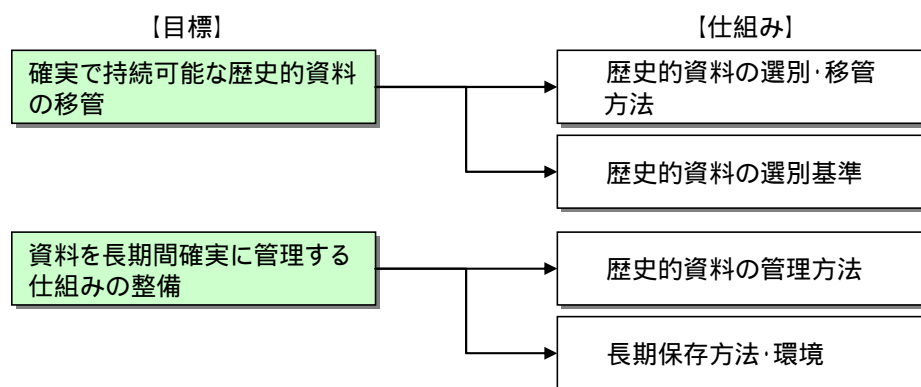 【目標】
【仕組み】
確実で持続可能な歴史的資料
の移管
歴史的資料の選別・移管
方法
歴史的資料の選別基準
資料を長期間確実に管理する
仕組みの整備
歴史的資料の管理方法
長期保存方法・環境